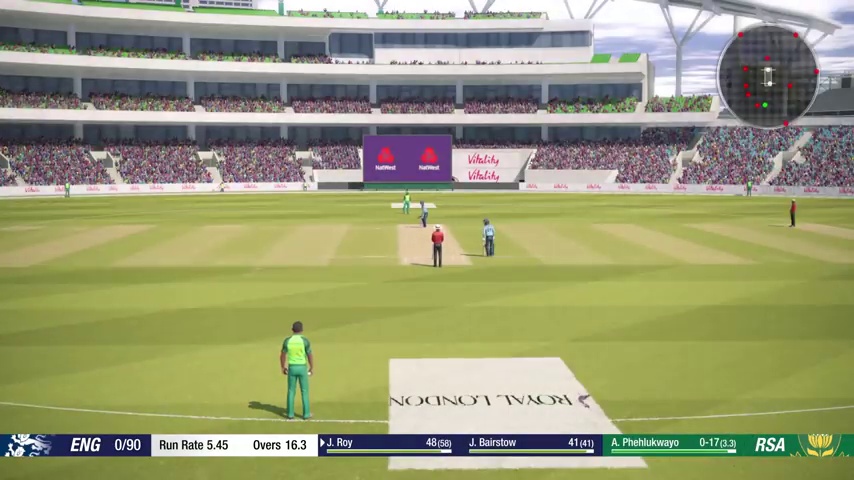 NatWest NatWest
Vitality
Vitality
Vitality
ROYAL LONDON
ENG 0/90 Run Rate 5.45 Overs 16.3 J. Roy 48(58) J. Bairstow 41(41) A. Phehlukwayo 0-17(3.3) RSA